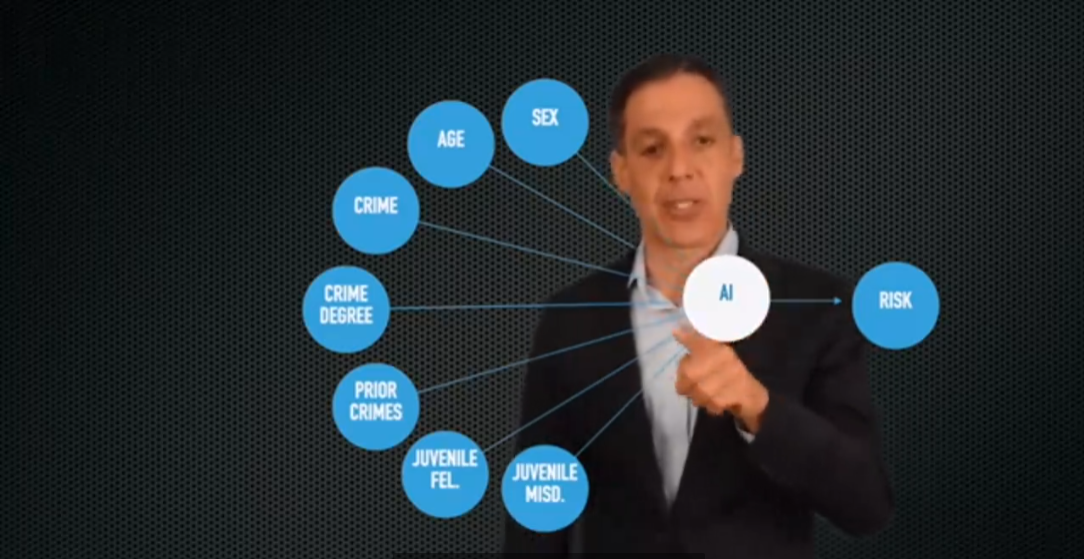 SEX
AGE
CRIME
CRIME
DEGREE
PRIOR
CRIMES
JUVENILE
FEL.
JUVENILE
MISD.
AI
RISK